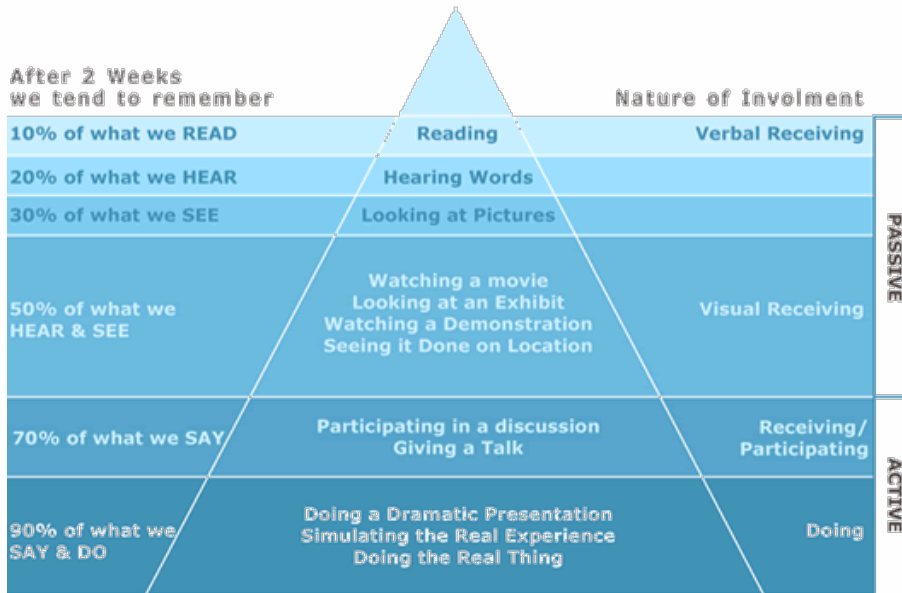 After 2 Weeks
we tend to remember
Nature of Involment
10% of what we READ
Reading
Verbal Receiving
20% of what we HEAR
Hearing Words
30% of what we SEE
Looking at Pictures
50% of what we
HEAR & SEE
Watching a movie
Looking at an Exhibit
Watching a Demonstration
Seeing it Done on Location
Visual Receiving
PASSIVE
70% of what we SAY
Participating in a discussion
Giving a Talk
Receiving/
Participating
90% of what we
SAY & DO
Doing a Dramatic Presentation
Simulating the Real Experience
Doing the Real Thing
Doing
ACTIVE